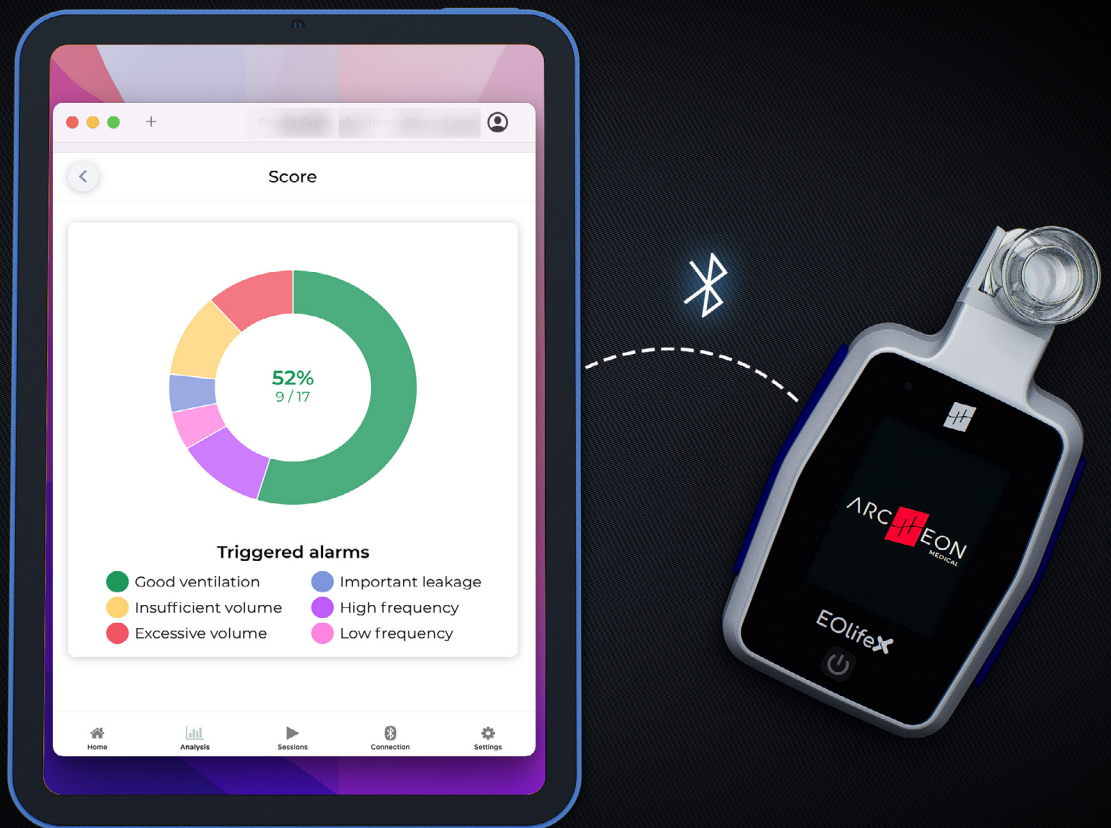 Score
52%
9 / 17
Triggered alarms
Good ventilation
Important leakage
Insufficient volume
High frequency
Excessive volume
Low frequency
Home
Analysis
Sessions
Connection
Settings
ARCHEON
MEDICAL
EOlifeX